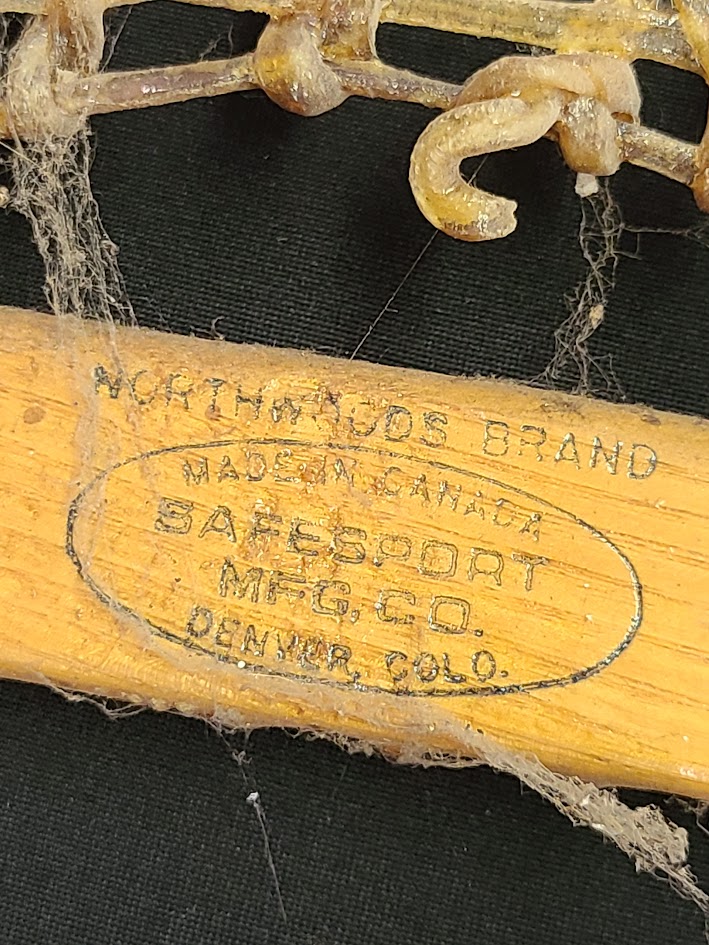 NORTHWOODS BRAND
MADE IN CANADA
SAFESPORT
MFG. CO.
DENVER, COLO.